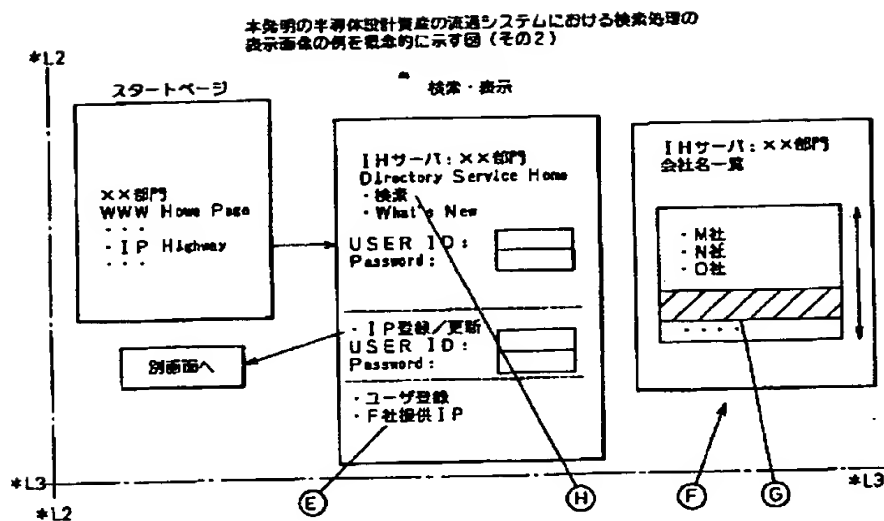 本発明の半導体設計資産の流通システムにおける検索処理の
表示画像の例を概念的に示す図(その2)
*L2
スタートページ
検索・表示
××部門
WWW Home Page
・・・
・IP Highway
・・・
IHサーバ:××部門
Directory Service Home
・検索
・What's New
USER ID:
Password:
・IP登録/更新
USER ID:
Password:
・ユーザ登録
・F社提供IP
別画面へ
IHサーバ:××部門
会社名一覧
・M社
・N社
・O社
・・・・
*L3
*L2
E
H
F
G
*L3